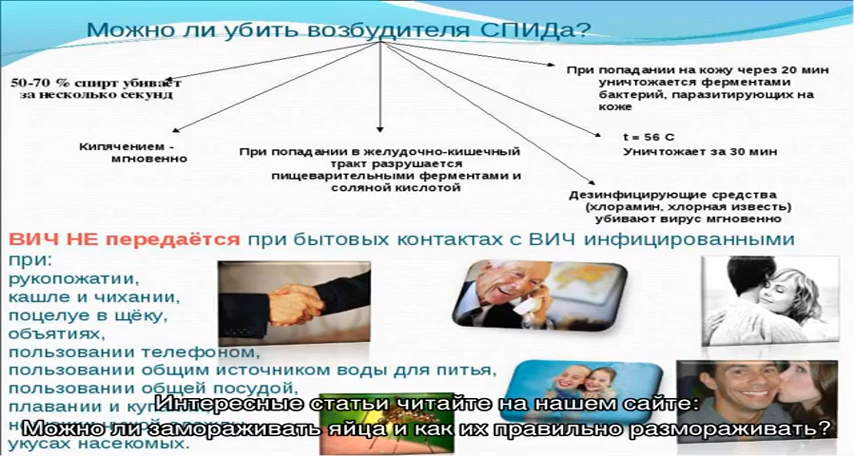 Можно ли убить возбудителя СПИДа?
50-70 % спирт убивает
за несколько секунд
Кипячением -
мгновенно
При попадании в желудочно-кишечный
тракт разрушается
пищеварительными ферментами и
соляной кислотой
При попадании на кожу через 20 мин
уничтожается ферментами
бактерий, паразитирующих на
коже
t = 56 С
Уничтожает за 30 мин
Дезинфицирующие средства
(хлорамин, хлорная известь)
убивают вирус мгновенно
ВИЧ НЕ передаётся при бытовых контактах с ВИЧ инфицированными
при:
рукопожатии,
кашле и чихании,
поцелуе в щёку,
объятиях,
пользовании телефоном,
пользовании общим источником воды для питья,
пользовании общей посудой,
плавании и
укусах насекомых.
Интересные статьи читайте на нашем сайте:
Можно ли замораживать яйца и как их правильно размораживать?